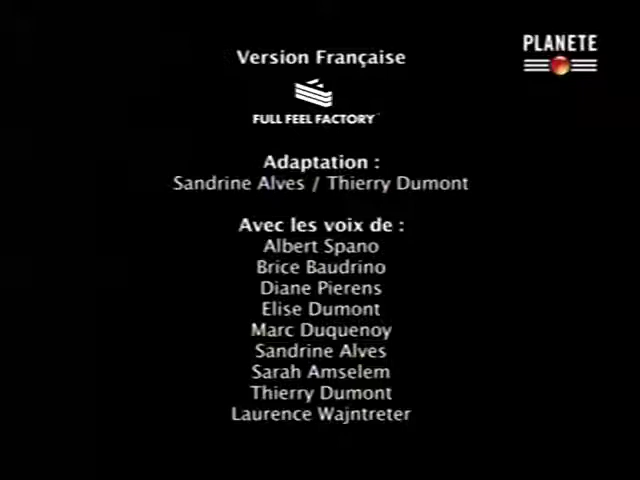 PLANETE
Version Française
FULL FEEL FACTORY
Adaptation :
Sandrine Alves / Thierry Dumont
Avec les voix de :
Albert Spano
Brice Baudrino
Diane Pierens
Elise Dumont
Marc Duquenoy
Sandrine Alves
Sarah Amselem
Thierry Dumont
Laurence Wajntreter